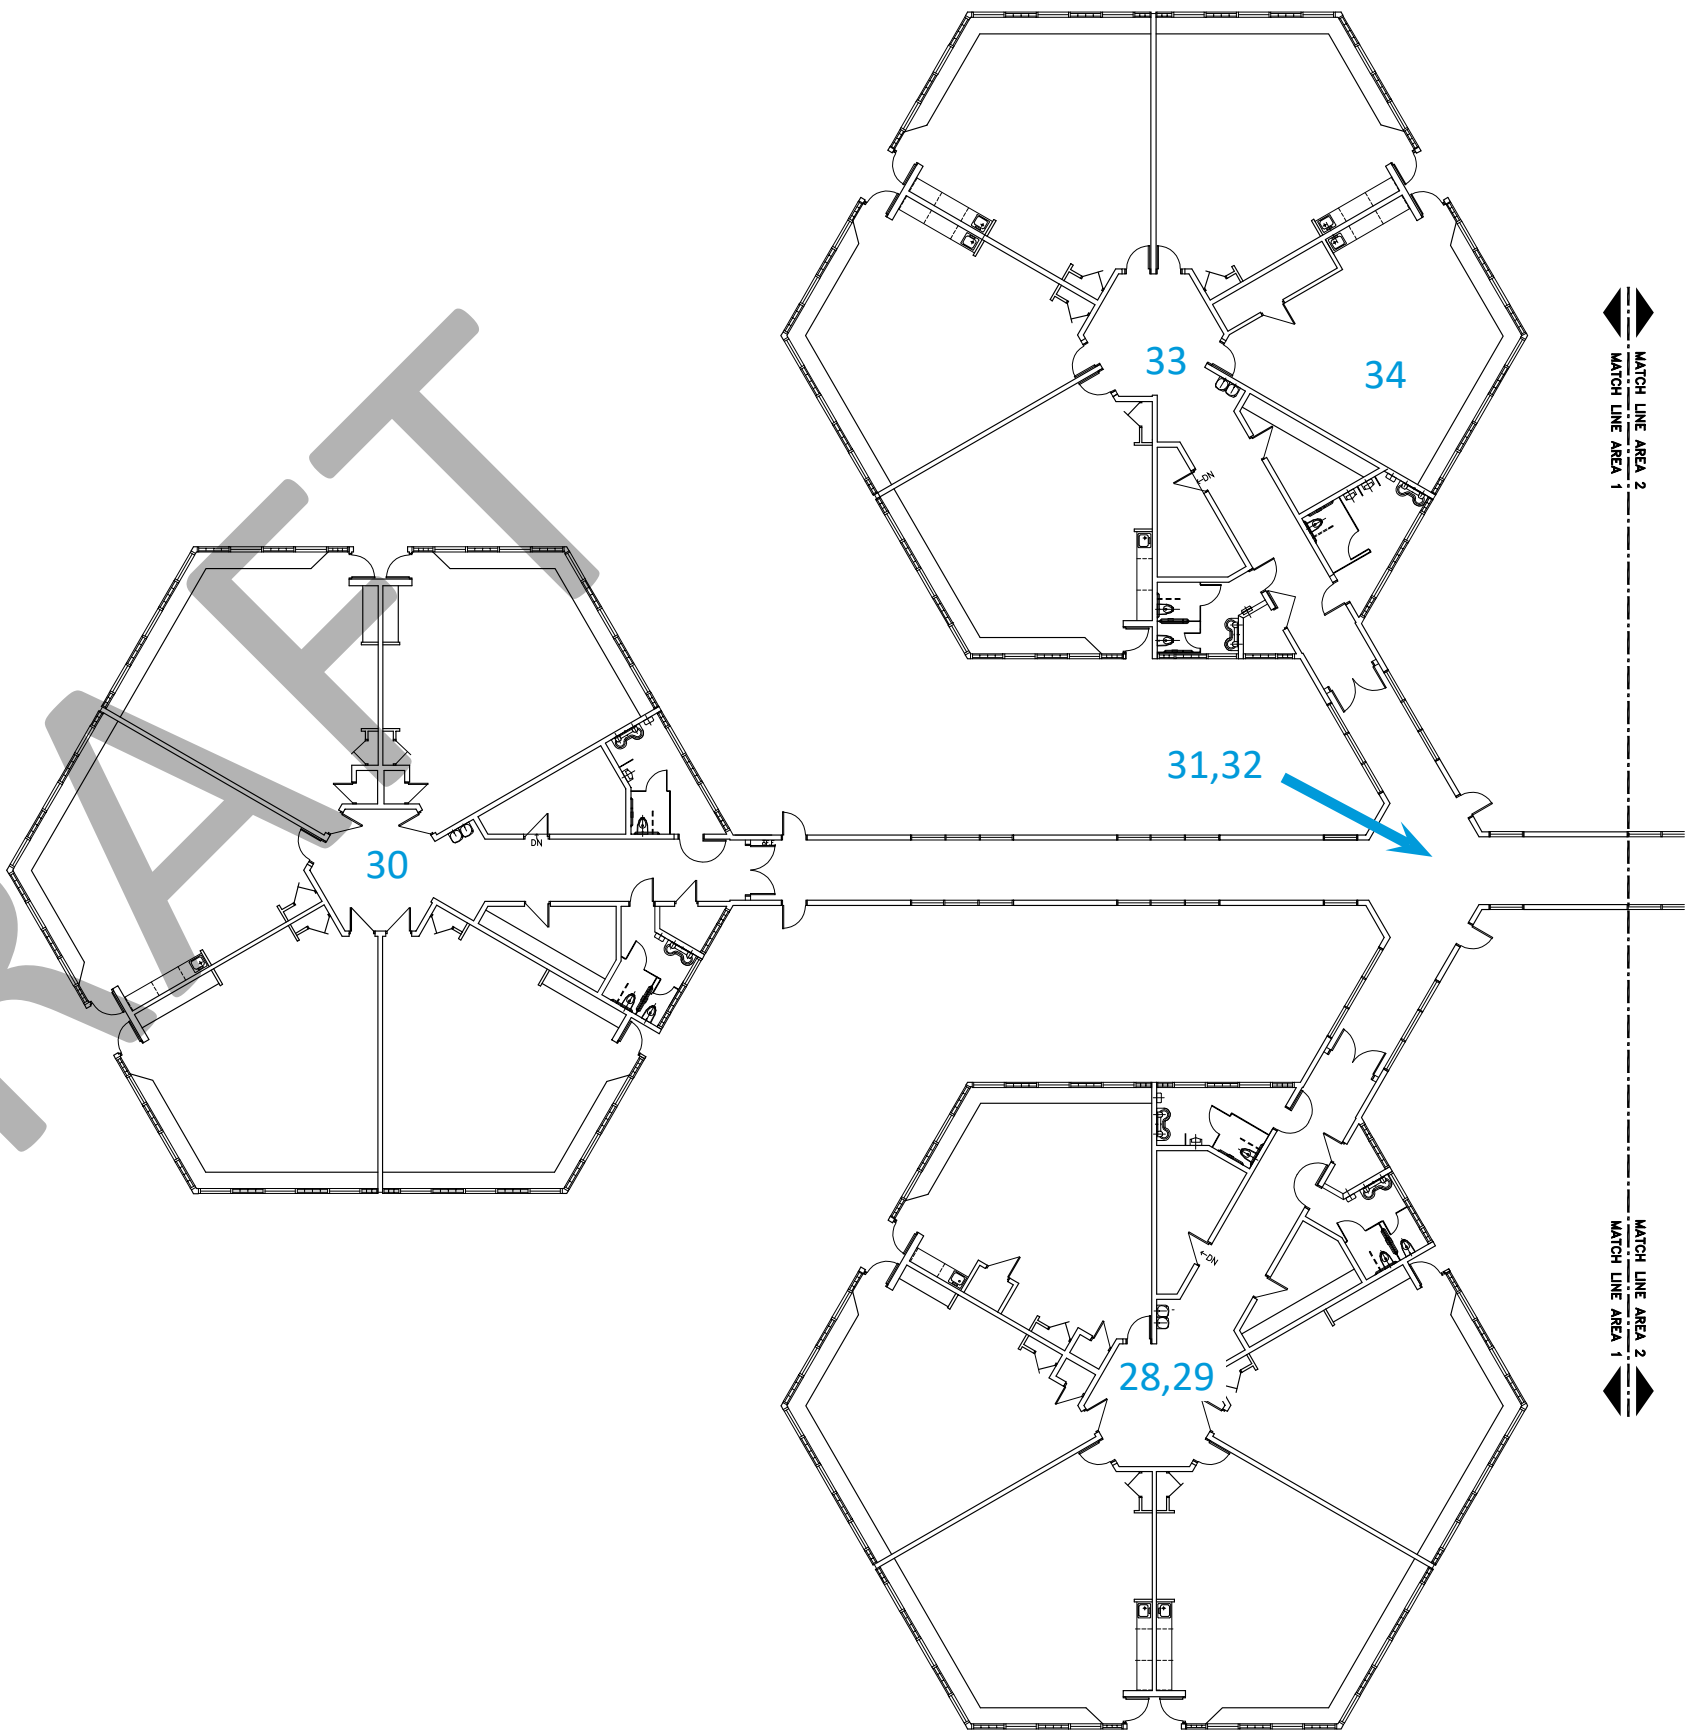 33
34
MATCH LINE AREA 2
MATCH LINE AREA 1
←DN
31,32
DN
30
←DN
MATCH LINE AREA 2
MATCH LINE AREA 1
28,29
RAFT